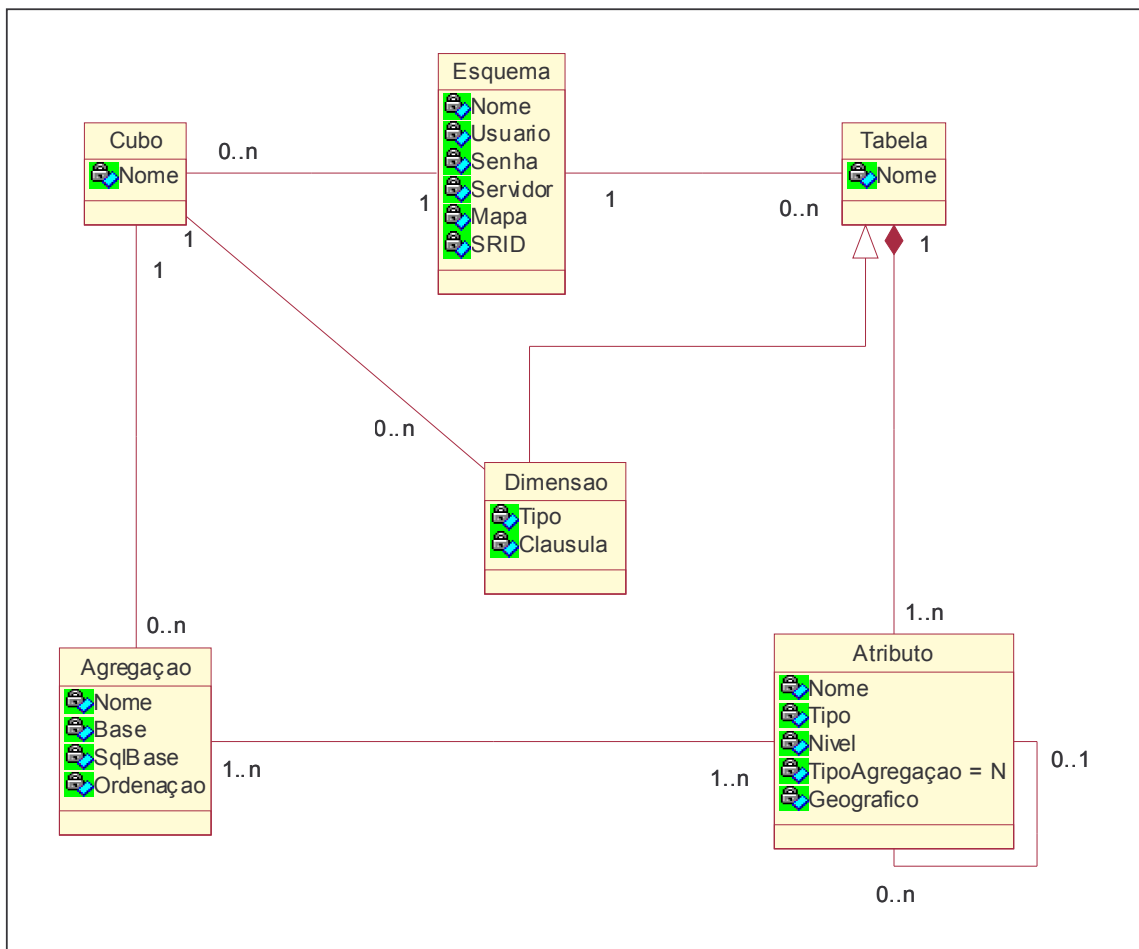 Esquema
Nome
Usuario
Senha
Servidor
Mapa
SRID
Cubo
Nome
Tabela
Nome
0..n
1
1
0..n
1
1
1
0..n
Dimensao
Tipo
Clausula
0..n
1..n
Agregaçao
Nome
Base
SqlBase
Ordenaçao
Atributo
Nome
Tipo
Nivel
TipoAgregaçao = N
Geografico
1..n
1..n
0..1
0..n